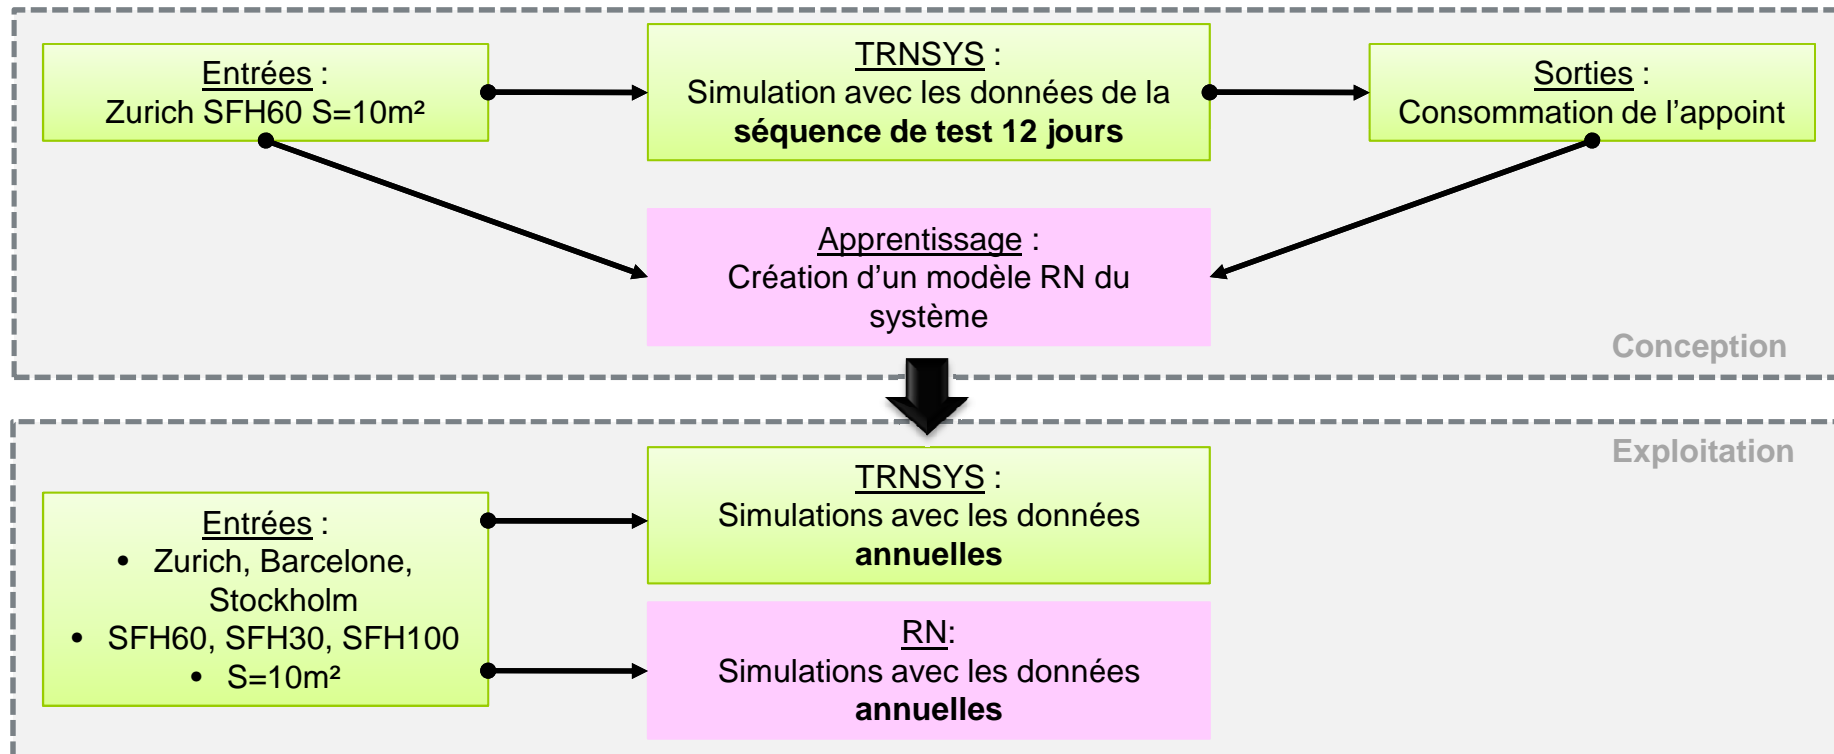 Entrées :
Zurich SFH60 S=10m²
TRNSYS :
Simulation avec les données de la
séquence de test 12 jours
Sorties :
Consommation de l’appoint
Apprentissage :
Création d’un modèle RN du
système
Conception
Exploitation
Entrées :
• Zurich, Barcelone,
Stockholm
• SFH60, SFH30, SFH100
• S=10m²
TRNSYS :
Simulations avec les données
annuelles
RN:
Simulations avec les données
annuelles